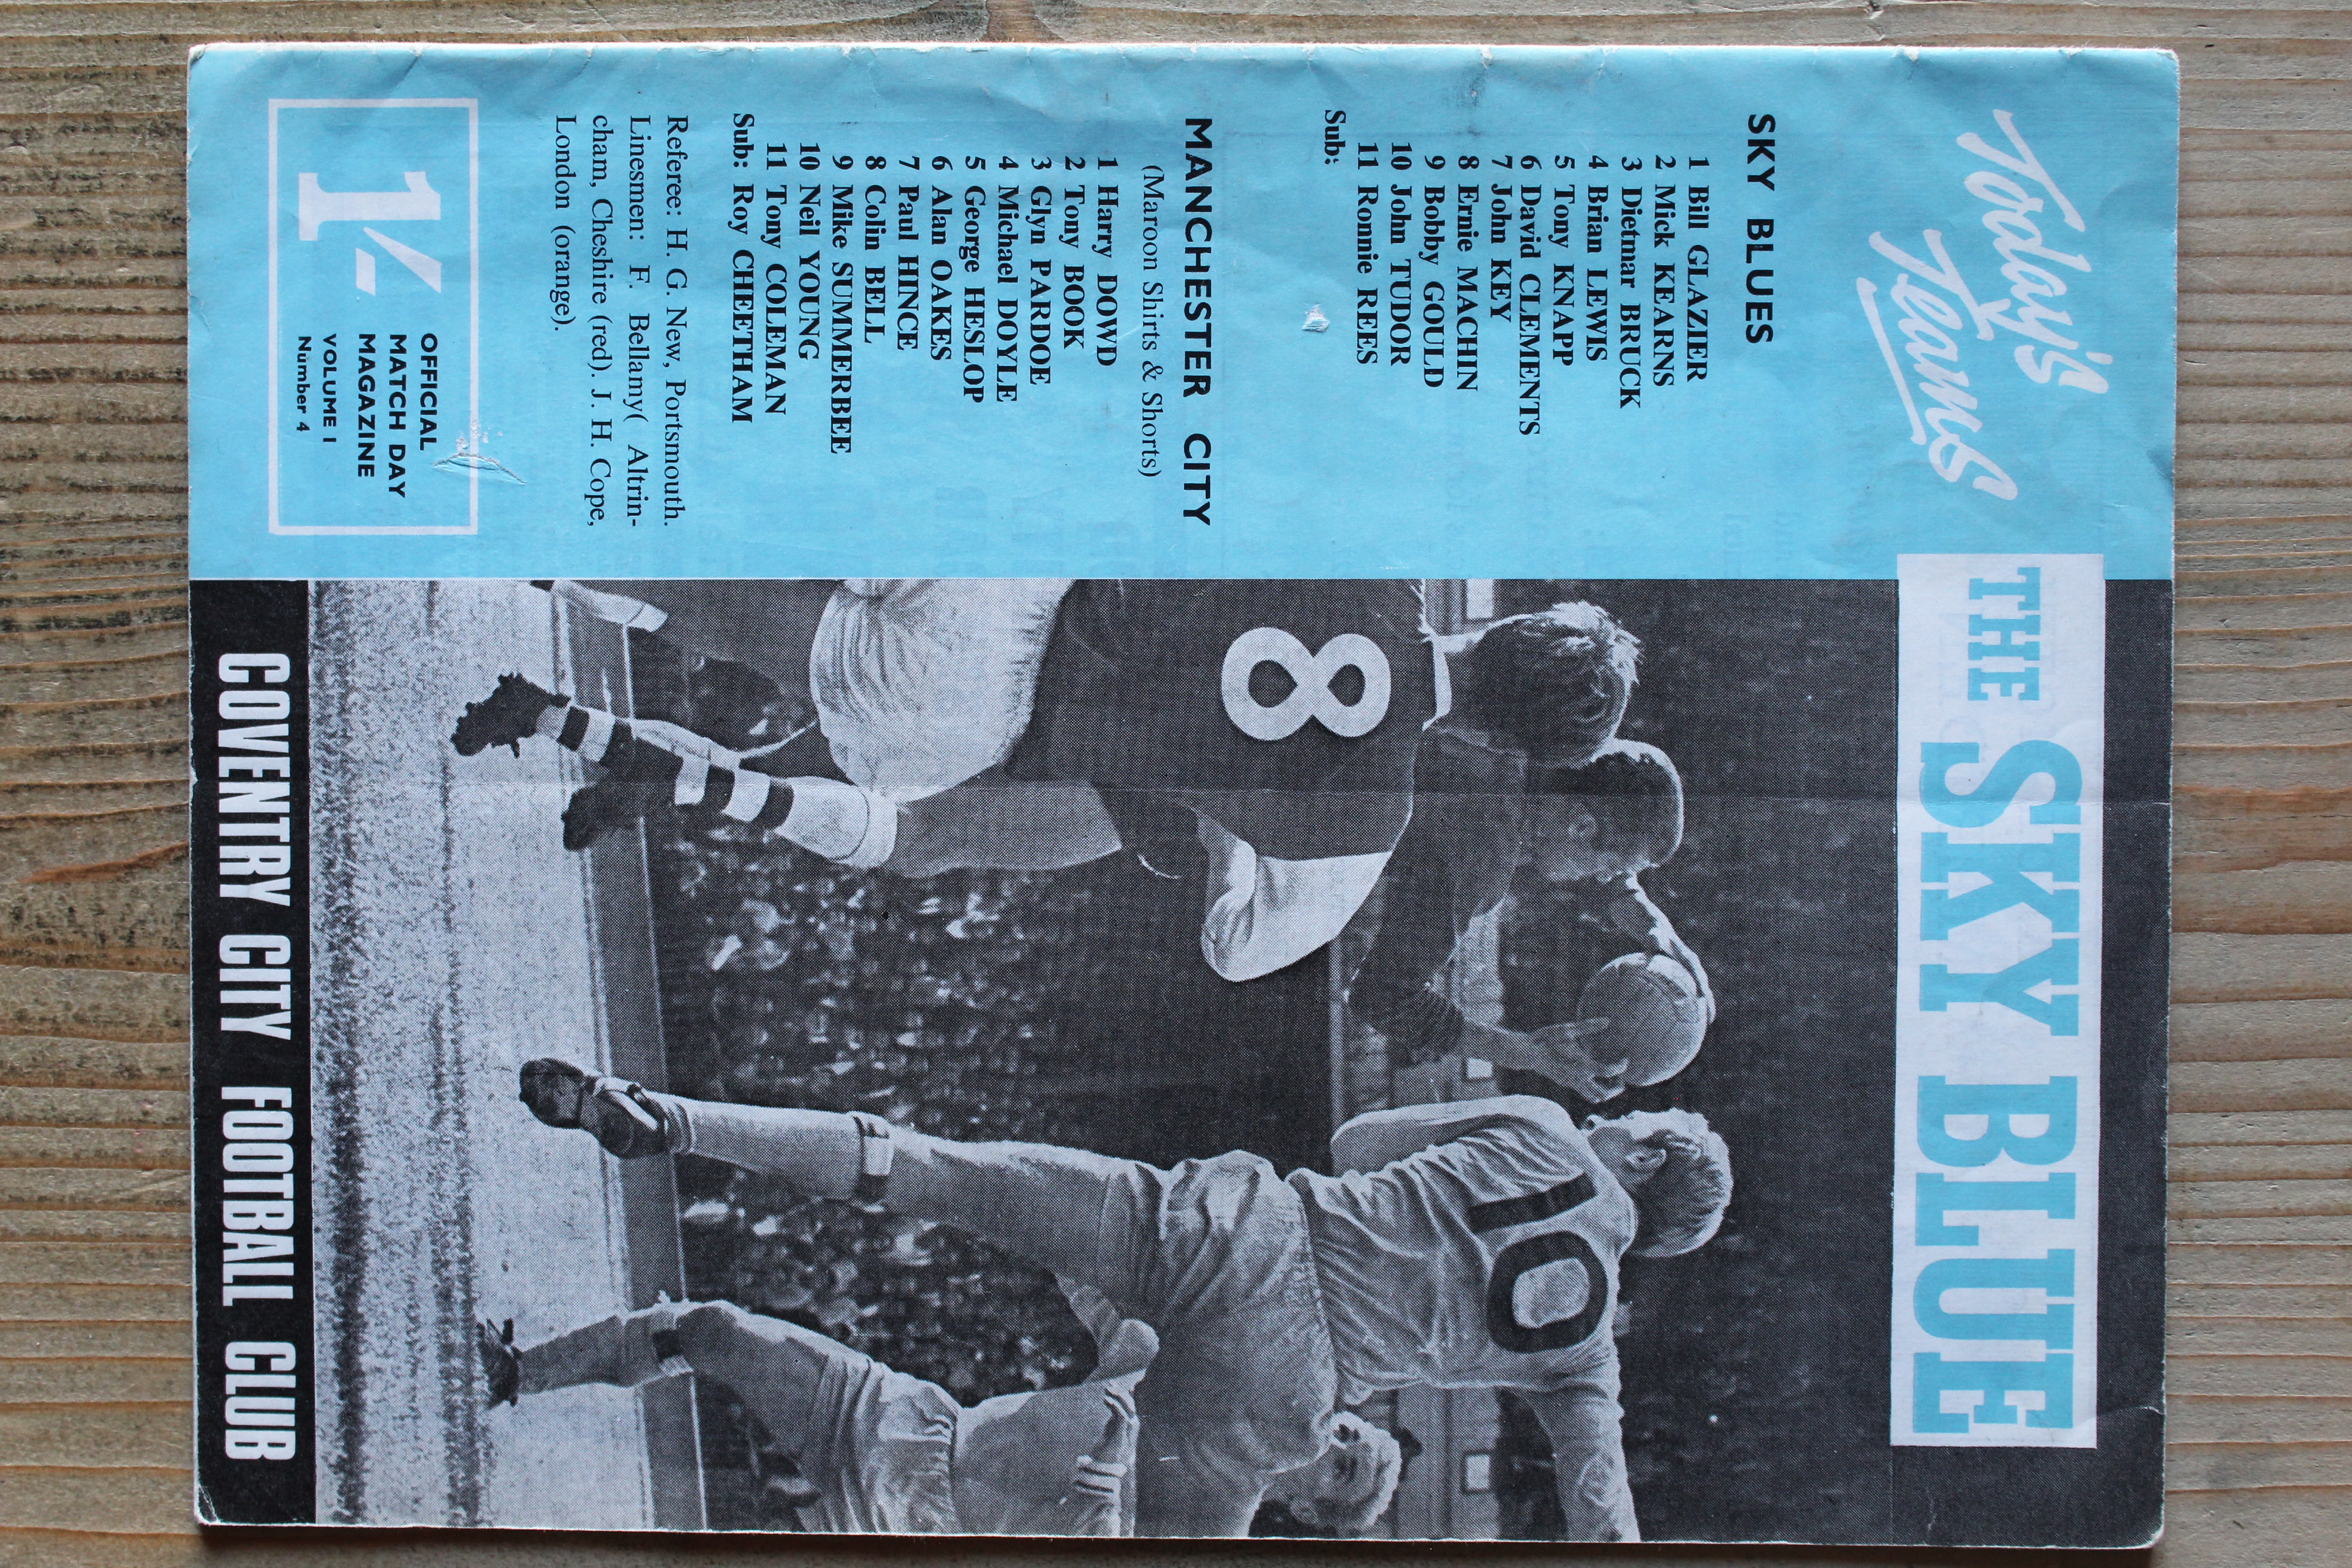 Today's
Teams
SKY BLUES
1 Bill GLAZIER
2 Mick KEARNS
3 Dietmar BRUCK
4 Brian LEWIS
5 Tony KNAPP
6 David CLEMENTS
7 John KEY
8 Ernie MACHIN
9 Bobby GOULD
10 John TUDOR
11 Ronnie REES
Sub:
MANCHESTER CITY
(Maroon Shirts & Shorts)
1 Harry DOWD
2 Tony BOOK
3 Glyn PARDOE
4 Michael DOYLE
5 George HESLOP
6 Alan OAKES
7 Paul HINCE
8 Colin BELL
9 Mike SUMMERBEE
10 Neil YOUNG
11 Tony COLEMAN
Sub: Roy CHEETHAM
Referee: H. G. New, Portsmouth.
Linesmen: F. Bellamy( Altrin-
cham, Cheshire (red). J. H. Cope,
London (orange).
1/-
OFFICIAL
MATCH DAY
MAGAZINE
VOLUME I
Number 4
THE SKY BLUE
8
10
COVENTRY CITY FOOTBALL CLUB